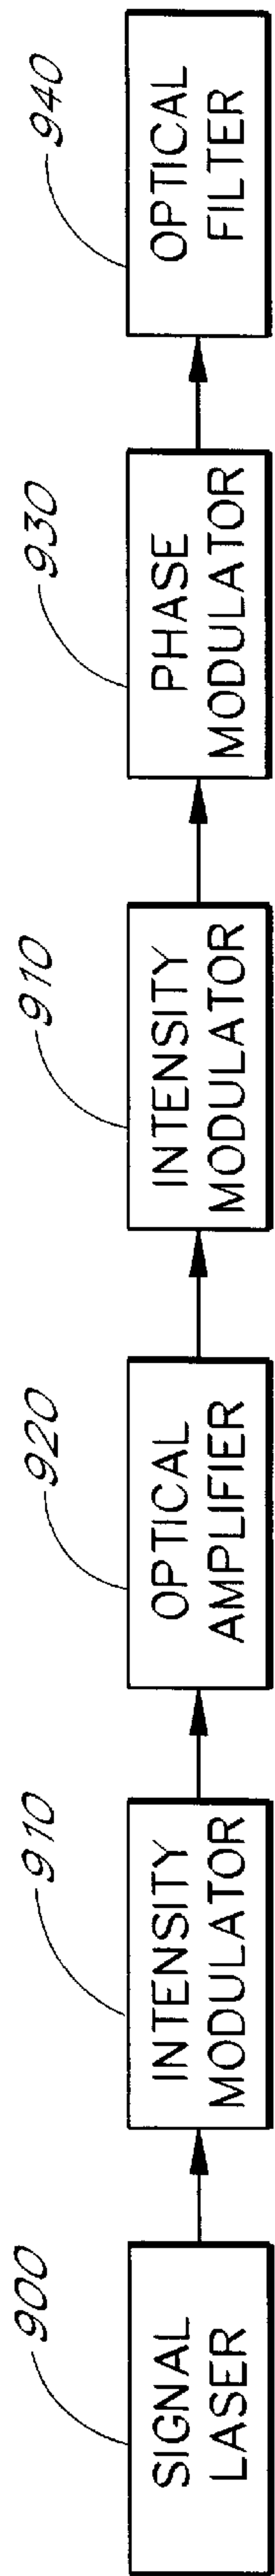 900
SIGNAL
LASER
910
INTENSITY
MODULATOR
920
OPTICAL
AMPLIFIER
910
INTENSITY
MODULATOR
930
PHASE
MODULATOR
940
OPTICAL
FILTER